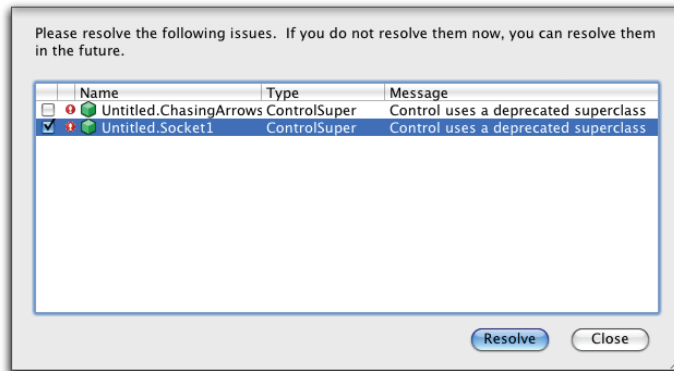 Please resolve the following issues.  If you do not resolve them now, you can resolve them
in the future.
Name Type Message
Untitled.ChasingArrows ControlSuper Control uses a deprecated superclass
Untitled.Socket1 ControlSuper Control uses a deprecated superclass
Resolve Close